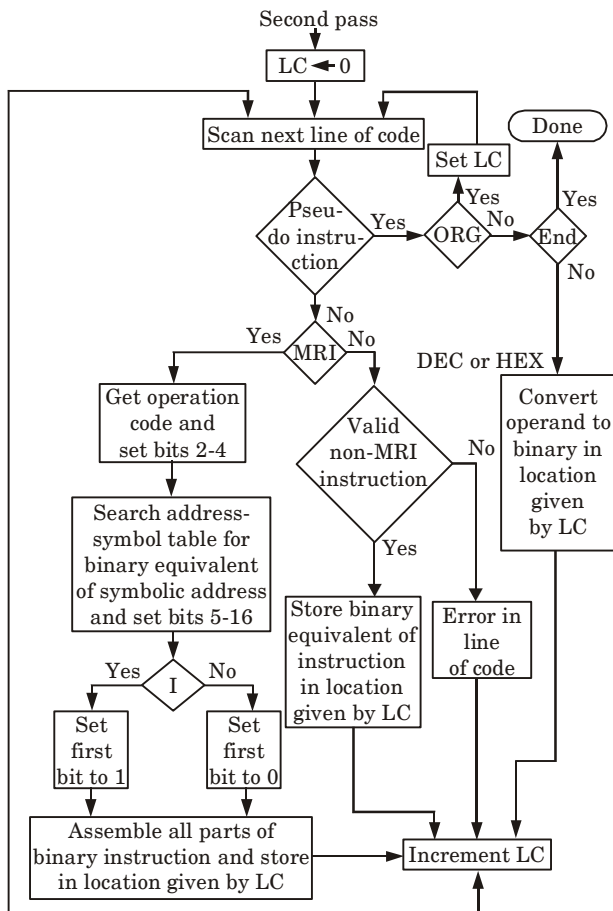 Second pass
LC ← 0
Scan next line of code
Done
Set LC
Pseu-
do instru-
ction
Yes
ORG
Yes
No
End
Yes
No
No
MRI
Yes
No
DEC or HEX
Get operation
code and
set bits 2-4
Valid
non-MRI
instruction
No
Yes
Convert
operand to
binary in
location
given
by LC
Search address-
symbol table for
binary equivalent
of symbolic address
and set bits 5-16
Store binary
equivalent of
instruction
in location
given by LC
Error in
line
of code
I
Yes
No
Set
first
bit to 1
Set
first
bit to 0
Assemble all parts of
binary instruction and store
in location given by LC
Increment LC